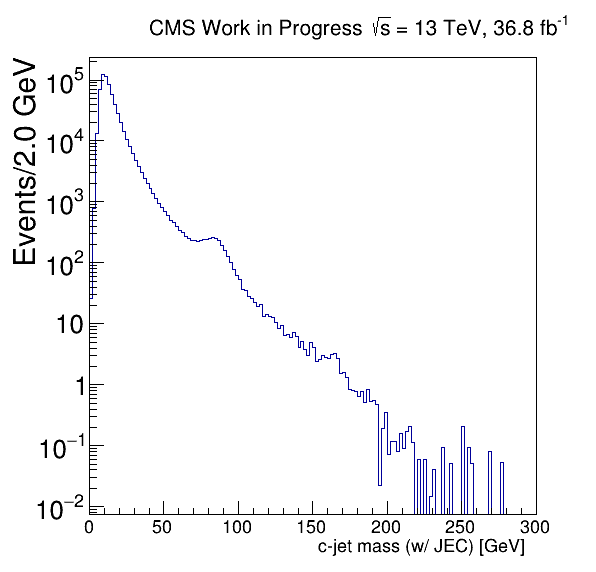 CMS Work in Progress √s = 13 TeV, 36.8 fb⁻¹
Events/2.0 GeV
10⁵
10⁴
10³
10²
10
1
10⁻¹
10⁻²
0 50 100 150 200 250 300
c-jet mass (w/ JEC) [GeV]